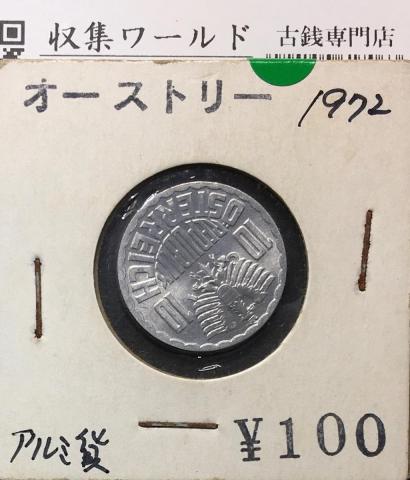 収集ワールド 古銭専門店
オーストリー 1972
REPUBLIK
ÖSTERREICH
10
10
アルミ貨 ¥100